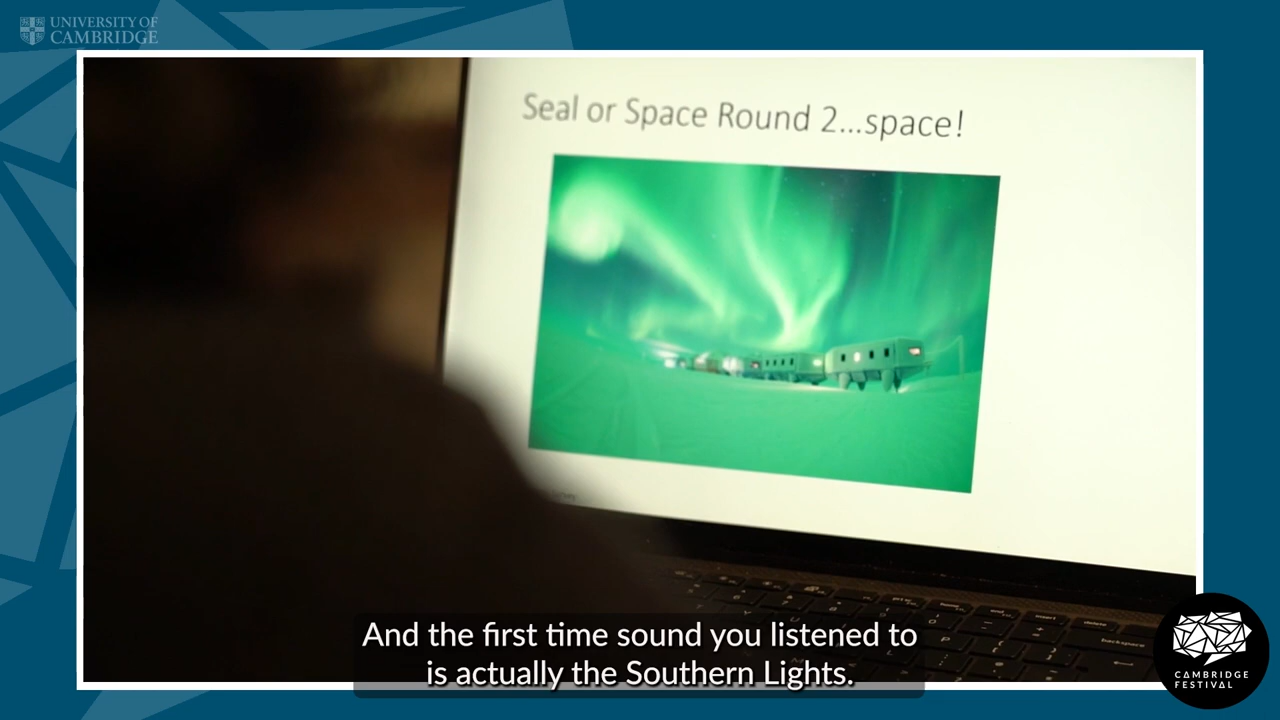 UNIVERSITY OF
CAMBRIDGE
Seal or Space Round 2...space!
backspace
And the first time sound you listened to
is actually the Southern Lights.
CAMBRIDGE
FESTIVAL